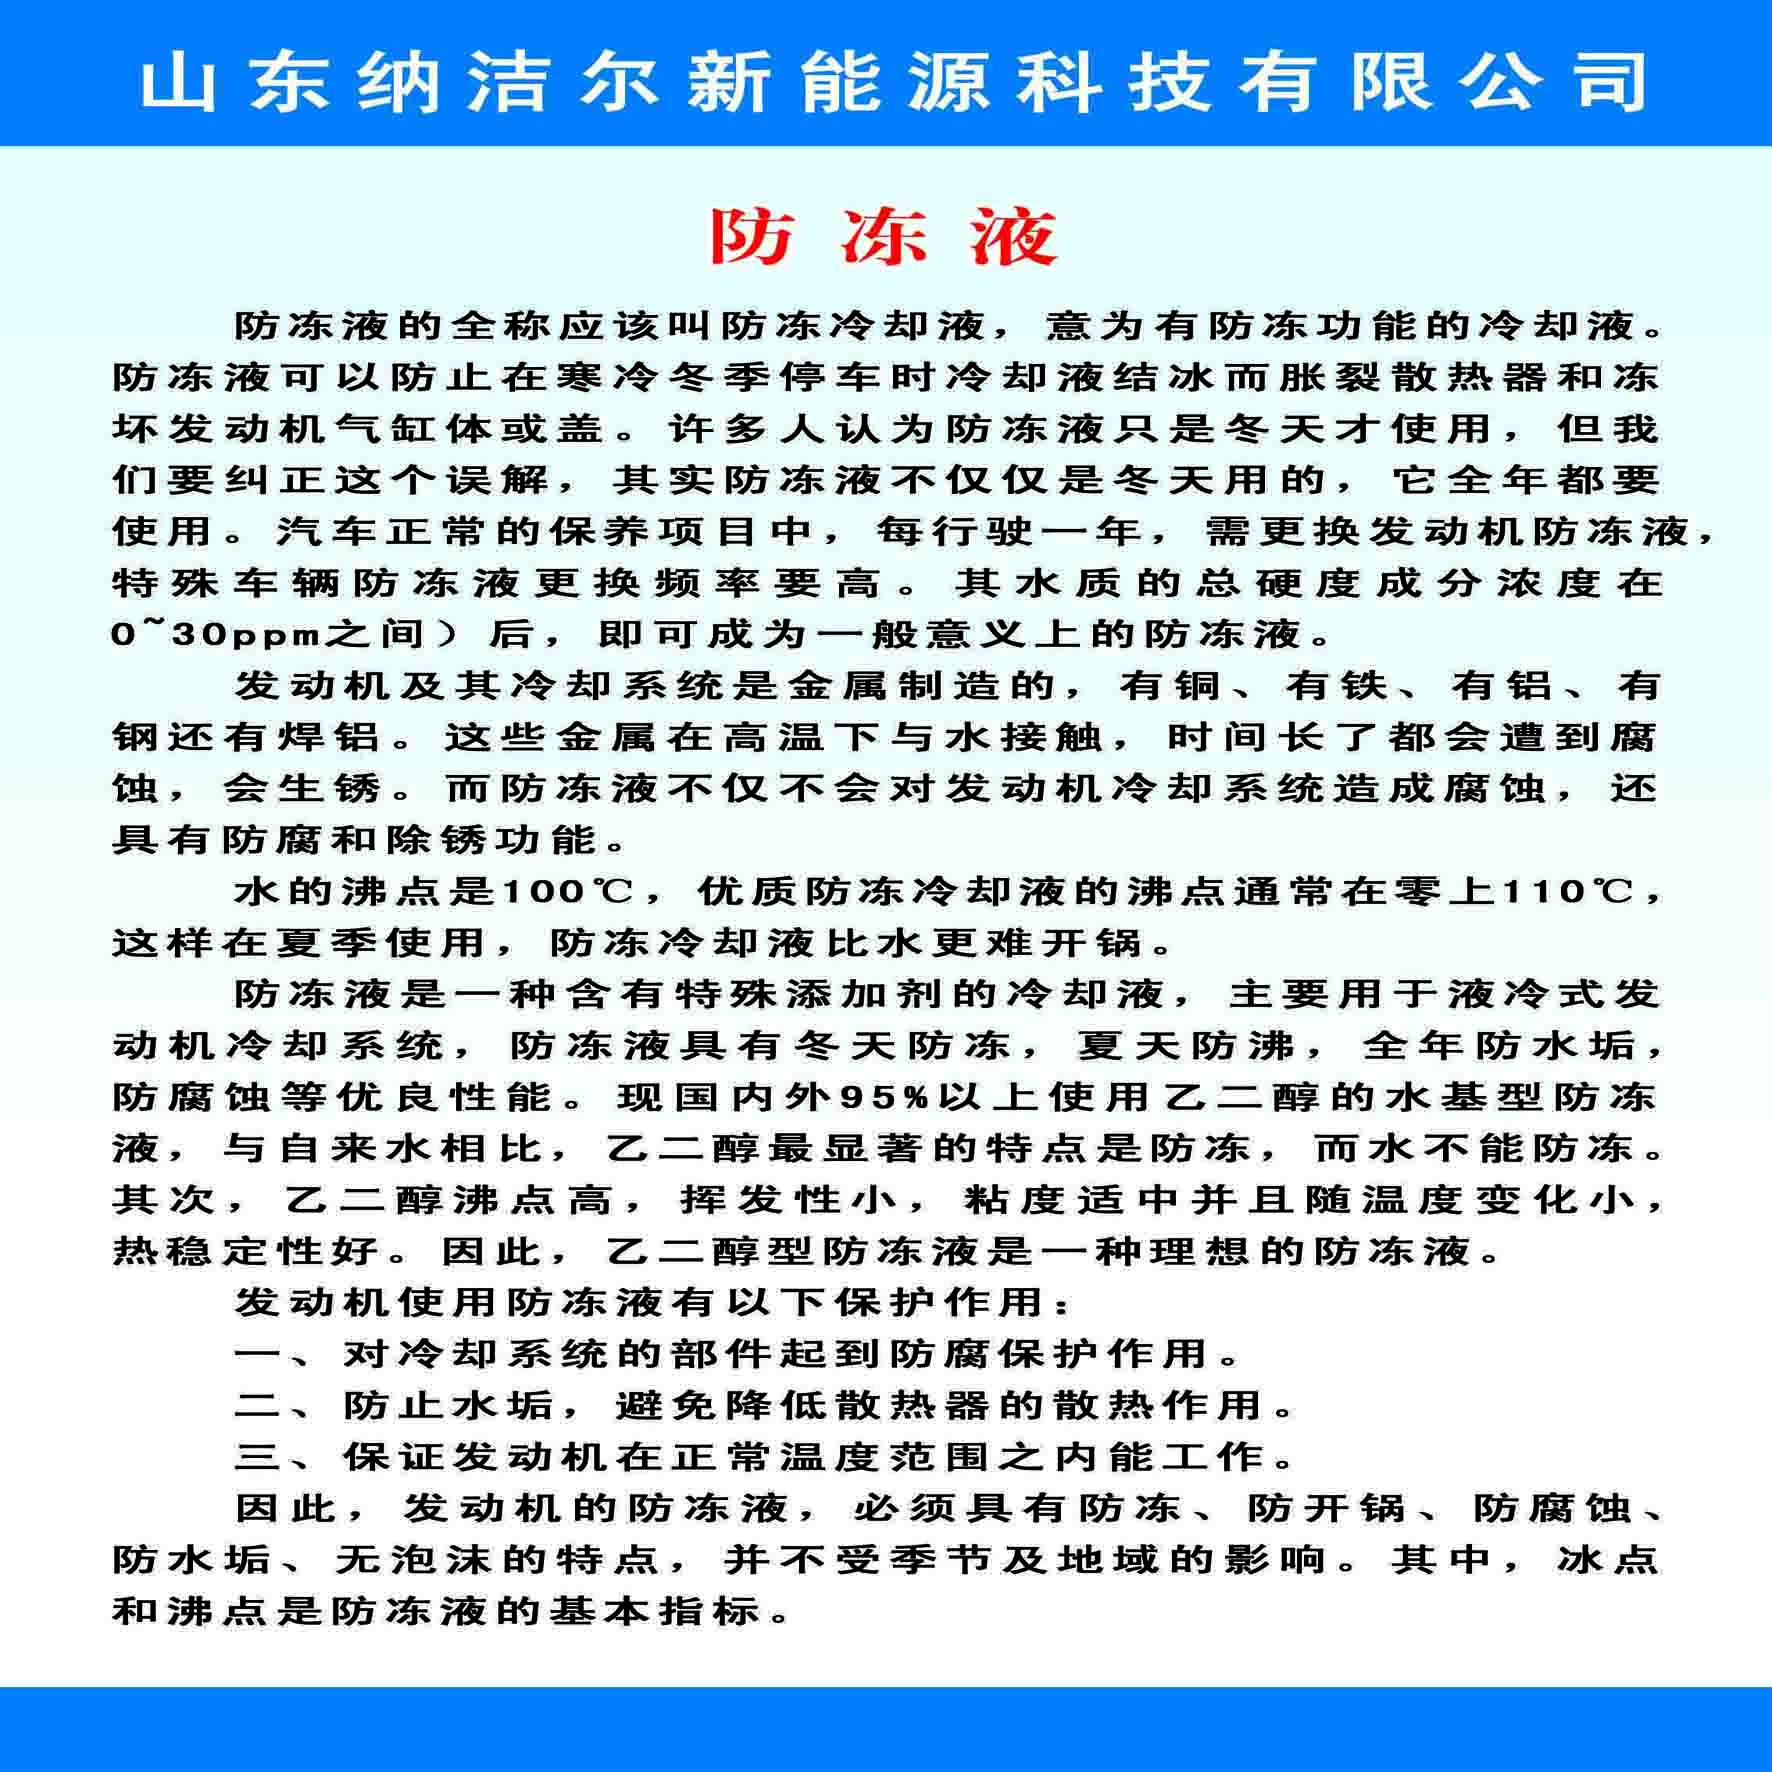 山东纳洁尔新能源科技有限公司
防冻液
防冻液的全称应该叫防冻冷却液，意为有防冻功能的冷却液。
防冻液可以防止在寒冷冬季停车时冷却液结冰而胀裂散热器和冻
坏发动机气缸体或盖。许多人认为防冻液只是冬天才使用，但我
们要纠正这个误解，其实防冻液不仅仅是冬天用的，它全年都要
使用。汽车正常的保养项目中，每行驶一年，需更换发动机防冻液，
特殊车辆防冻液更换频率要高。其水质的总硬度成分浓度在
0~30ppm之间）后，即可成为一般意义上的防冻液。
发动机及其冷却系统是金属制造的，有铜、有铁、有铝、有
钢还有焊铝。这些金属在高温下与水接触，时间长了都会遭到腐
蚀，会生锈。而防冻液不仅不会对发动机冷却系统造成腐蚀，还
具有防腐和除锈功能。
水的沸点是100℃，优质防冻冷却液的沸点通常在零上110℃，
这样在夏季使用，防冻冷却液比水更难开锅。
防冻液是一种含有特殊添加剂的冷却液，主要用于液冷式发
动机冷却系统，防冻液具有冬天防冻，夏天防沸，全年防水垢，
防腐蚀等优良性能。现国内外95%以上使用乙二醇的水基型防冻
液，与自来水相比，乙二醇最显著的特点是防冻，而水不能防冻。
其次，乙二醇沸点高，挥发性小，粘度适中并且随温度变化小，
热稳定性好。因此，乙二醇型防冻液是一种理想的防冻液。
发动机使用防冻液有以下保护作用：
一、对冷却系统的部件起到防腐保护作用。
二、防止水垢，避免降低散热器的散热作用。
三、保证发动机在正常温度范围之内能工作。
因此，发动机的防冻液，必须具有防冻、防开锅、防腐蚀、
防水垢、无泡沫的特点，并不受季节及地域的影响。其中，冰点
和沸点是防冻液的基本指标。